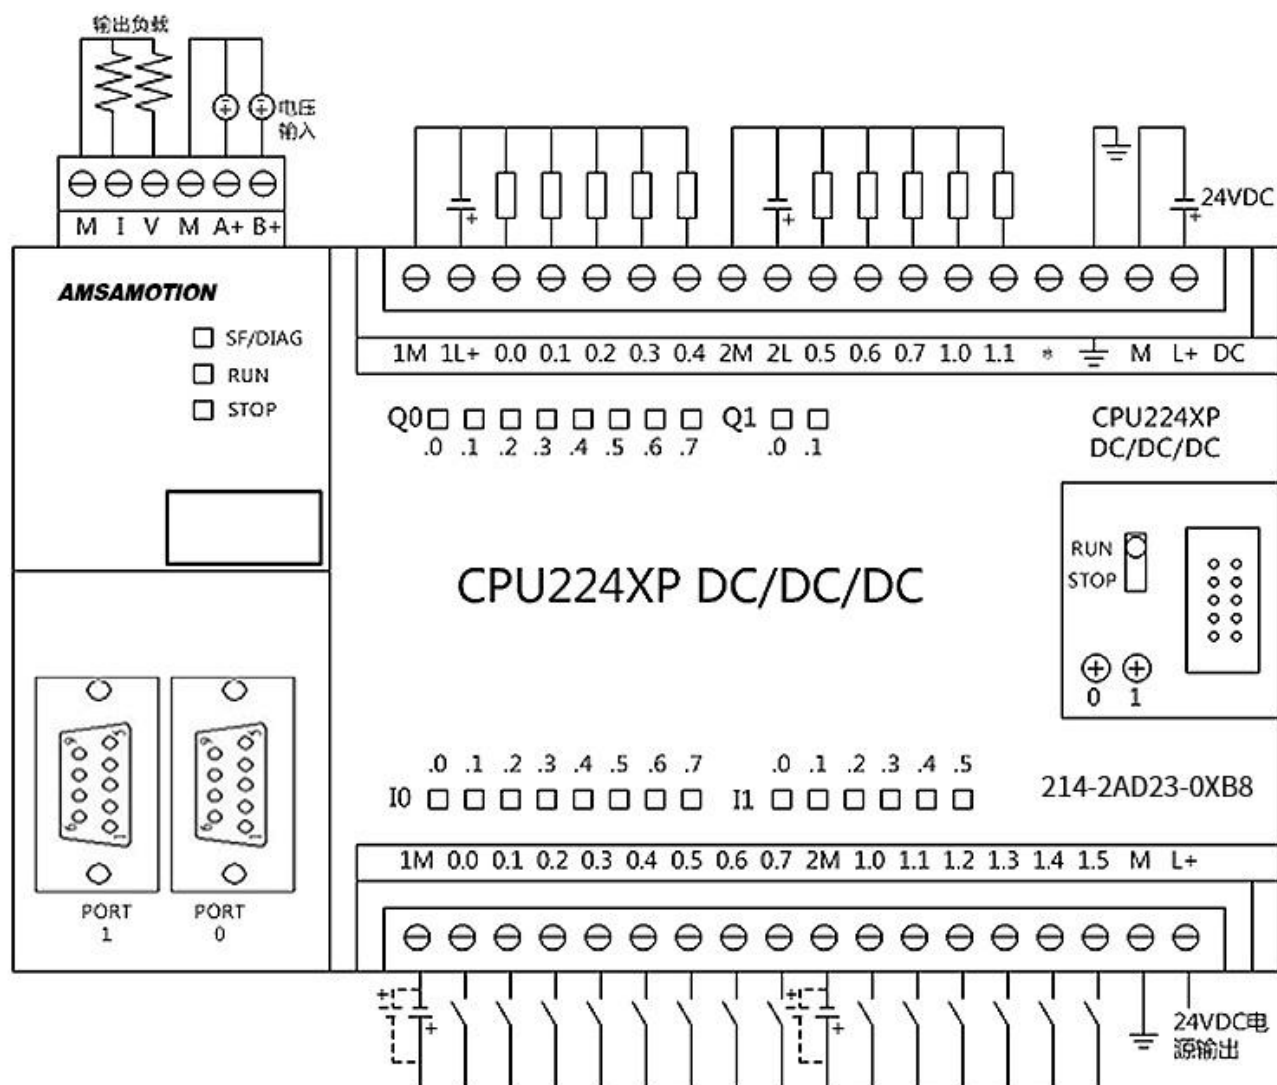 输出负载
电压
输入
M I V M A+ B+
24VDC
AMSAMOTION
SF/DIAG
RUN
STOP
1M 1L+ 0.0 0.1 0.2 0.3 0.4 2M 2L 0.5 0.6 0.7 1.0 1.1 * M L+ DC
Q0 Q1
.0 .1 .2 .3 .4 .5 .6 .7 .0 .1
CPU224XP
DC/DC/DC
CPU224XP DC/DC/DC
RUN
STOP
0 1
.0 .1 .2 .3 .4 .5 .6 .7 .0 .1 .2 .3 .4 .5
I0 I1
214-2AD23-0XB8
1M 0.0 0.1 0.2 0.3 0.4 0.5 0.6 0.7 2M 1.0 1.1 1.2 1.3 1.4 1.5 M L+
PORT
1
PORT
0
24VDC电
源输出